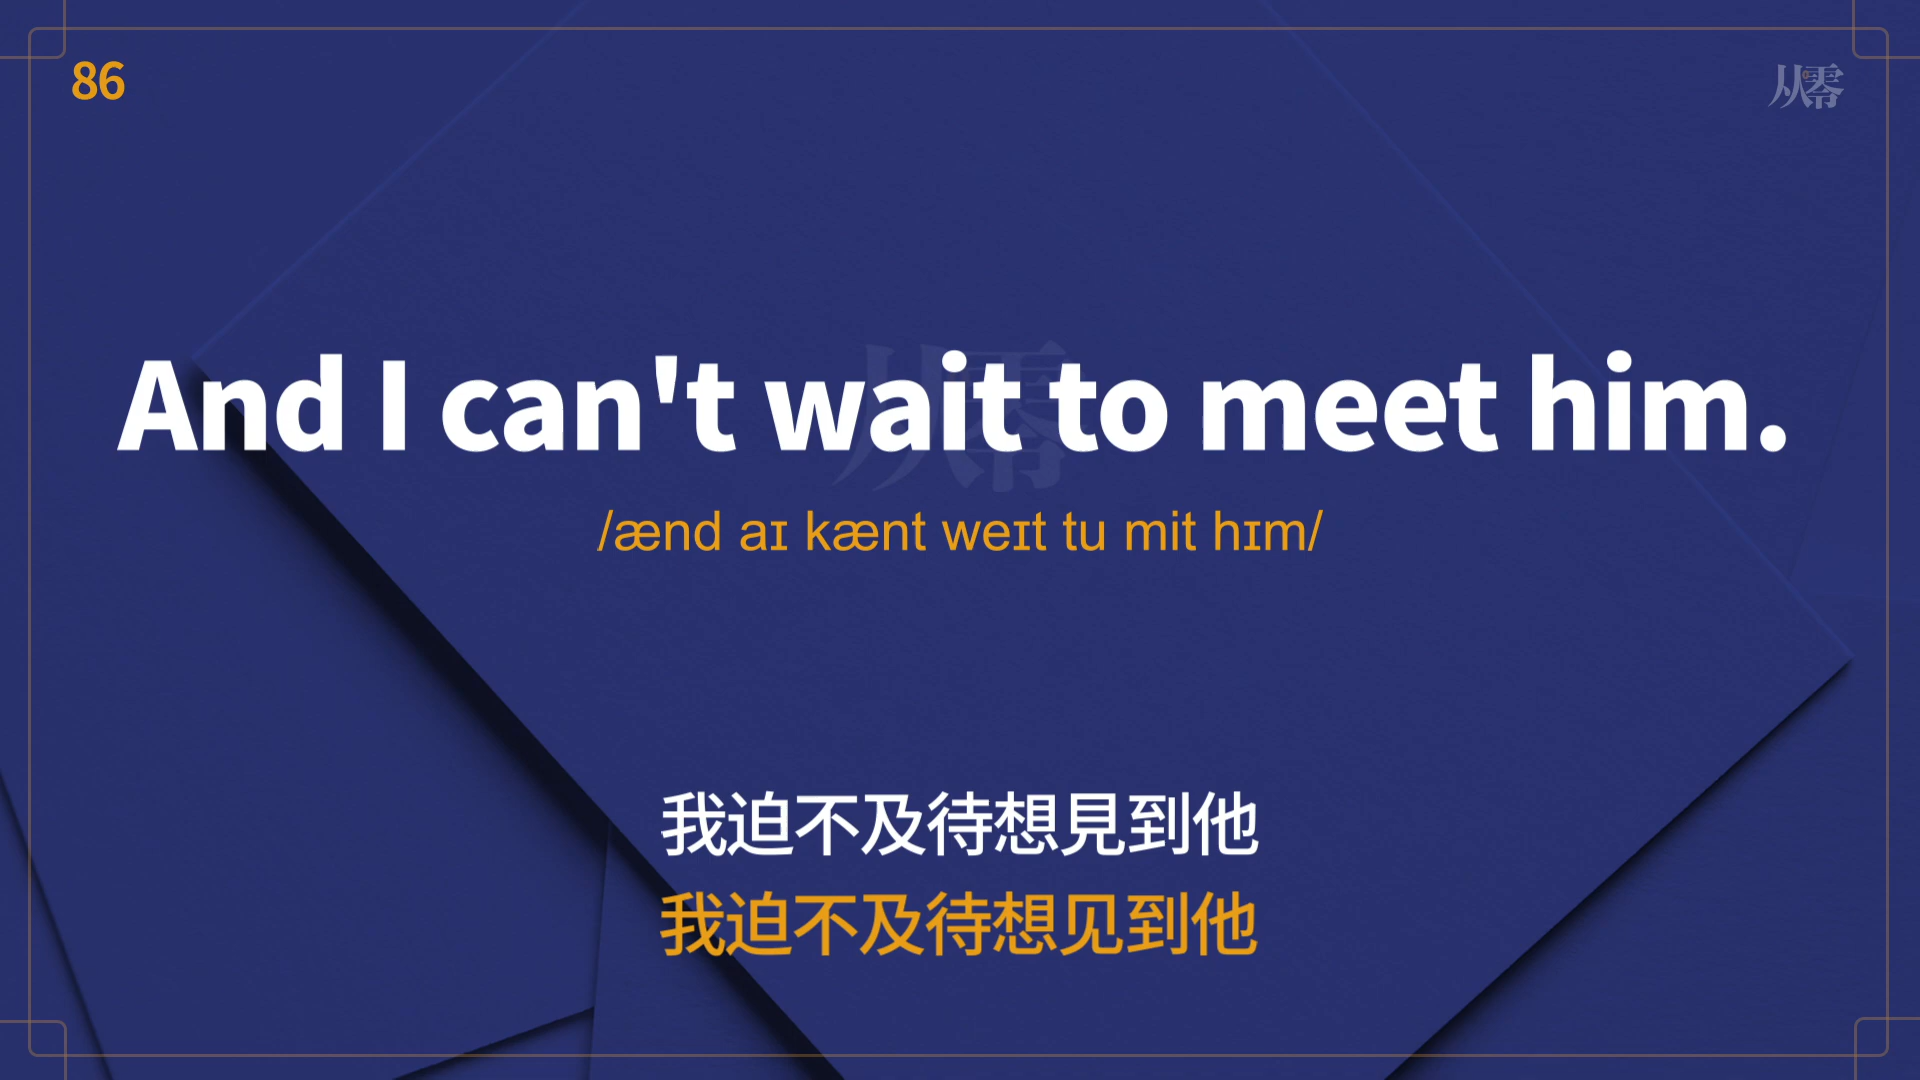 86
从零
And I can't wait to meet him.
/ænd aɪ kænt weɪt tu mit hɪm/
我迫不及待想見到他
我迫不及待想见到他